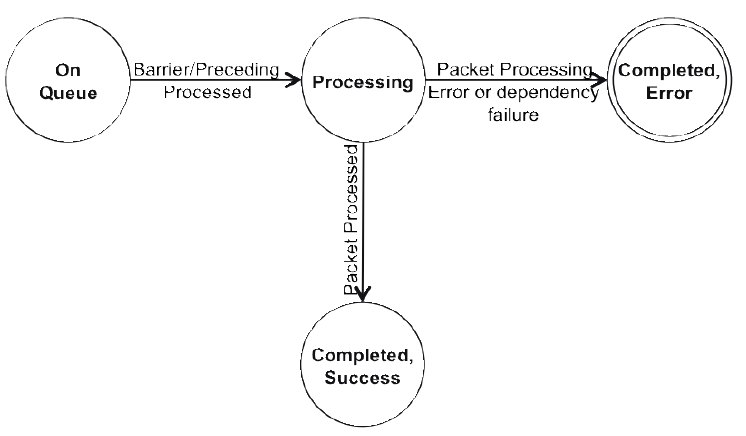 On
Queue
Barrier/Preceding
Processed
Processing
Packet Processing
Error or dependency
failure
Completed,
Error
Packet Processed
Completed,
Success